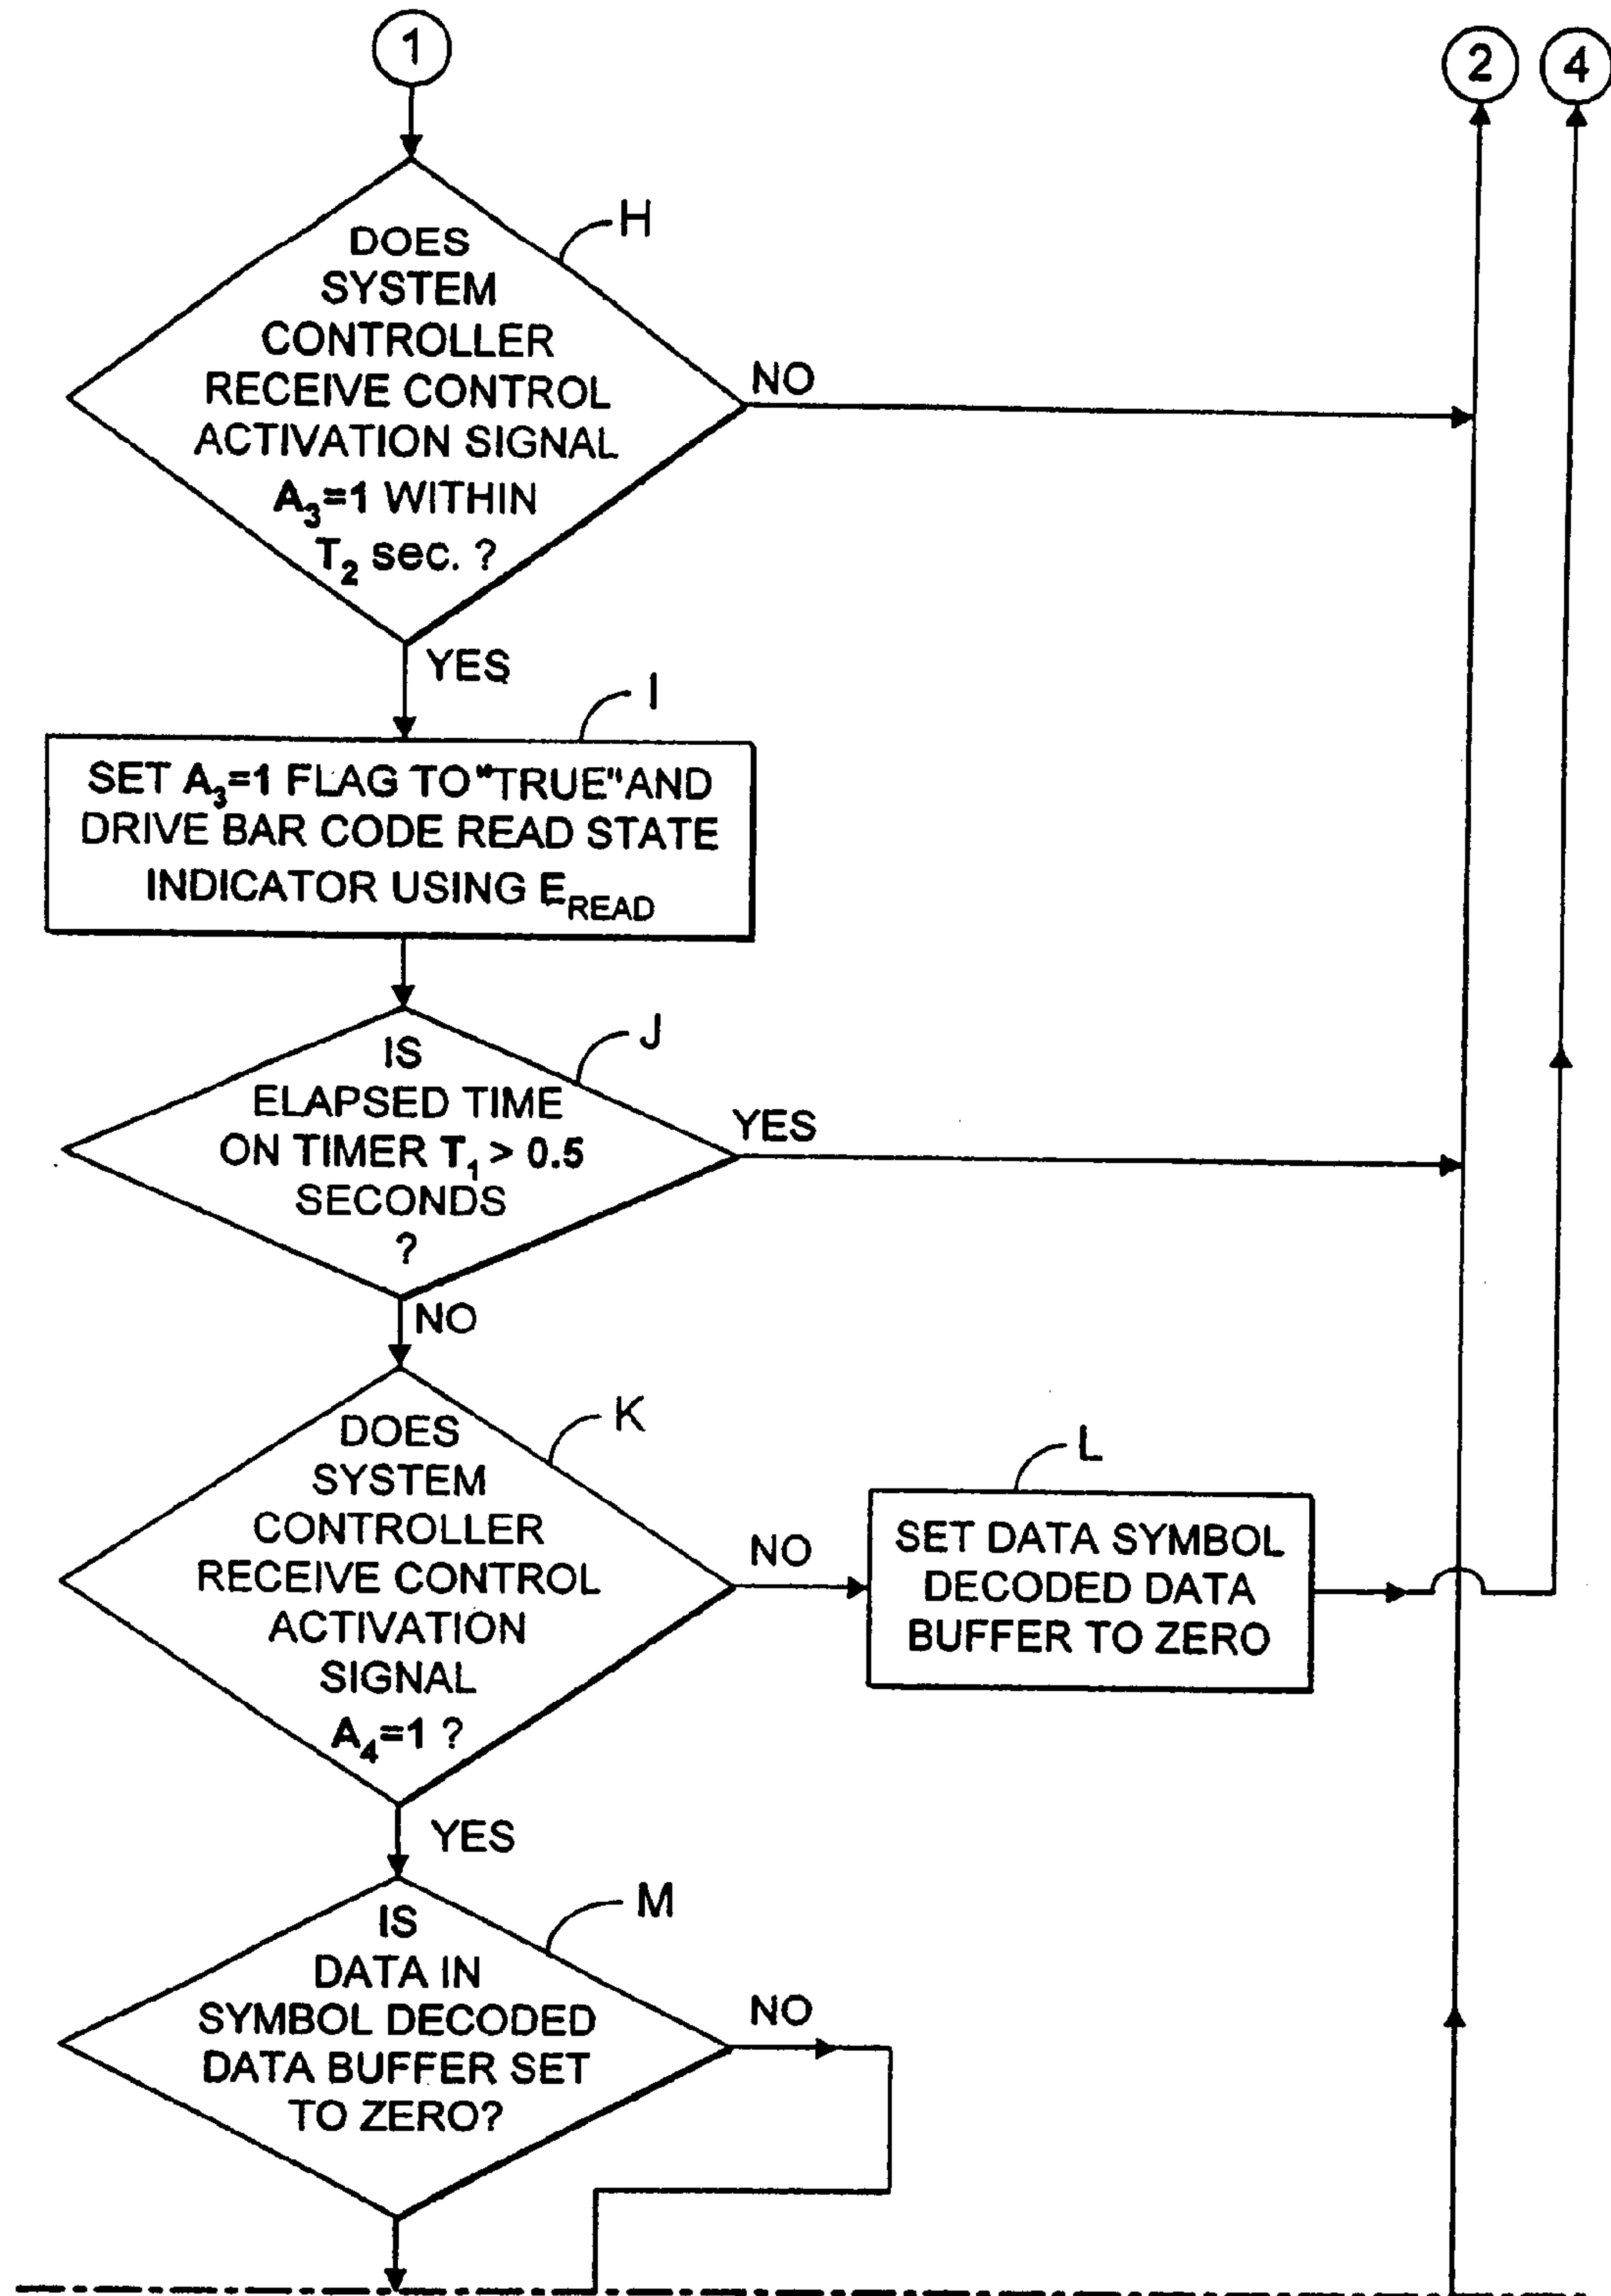 1
2
4
H
DOES
SYSTEM
CONTROLLER
RECEIVE CONTROL
ACTIVATION SIGNAL
A₃=1 WITHIN
T₂ sec. ?
NO
YES
I
SET A₃=1 FLAG TO "TRUE" AND
DRIVE BAR CODE READ STATE
INDICATOR USING E_READ
J
IS
ELAPSED TIME
ON TIMER T₁ > 0.5
SECONDS
?
YES
NO
K
DOES
SYSTEM
CONTROLLER
RECEIVE CONTROL
ACTIVATION
SIGNAL
A₄=1 ?
NO
L
SET DATA SYMBOL
DECODED DATA
BUFFER TO ZERO
YES
M
IS
DATA IN
SYMBOL DECODED
DATA BUFFER SET
TO ZERO?
NO